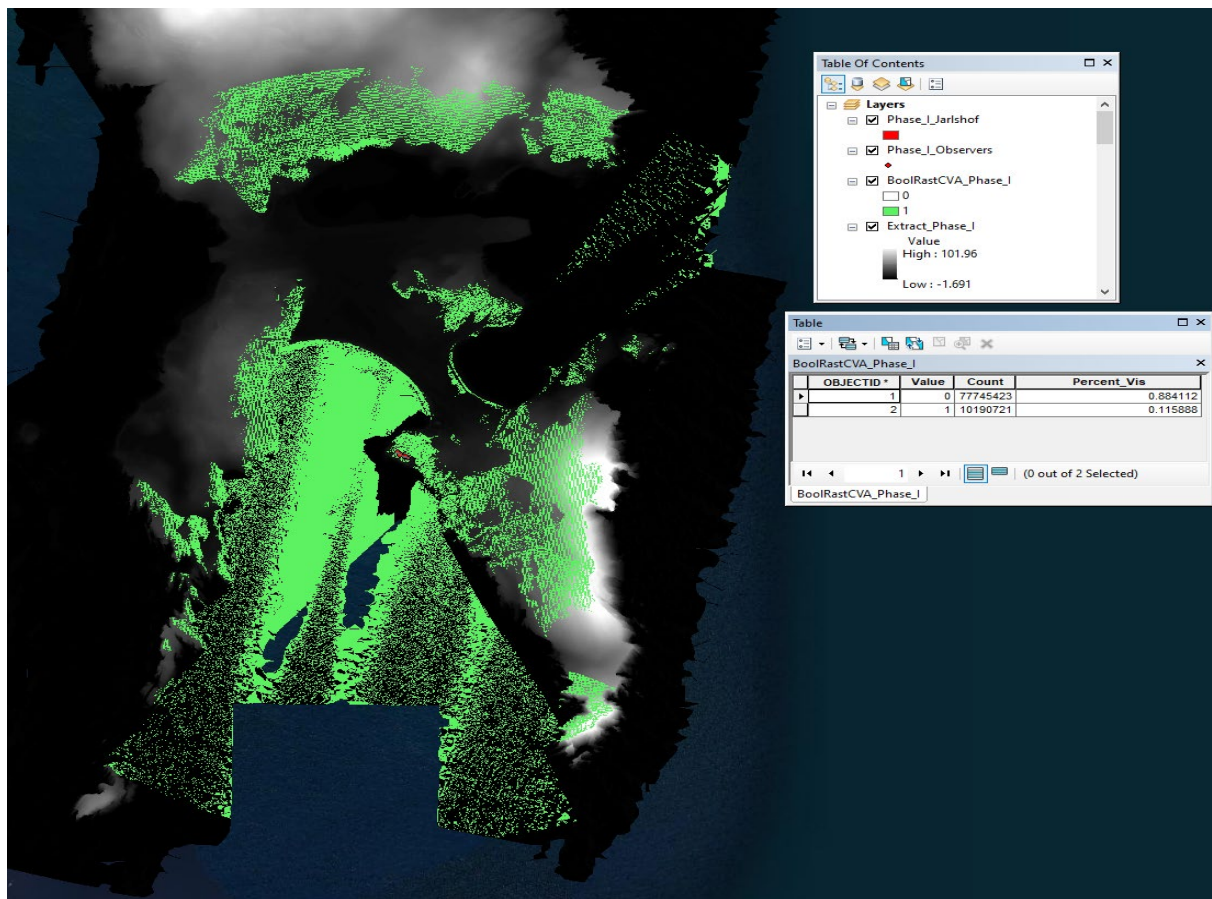 Table Of Contents
Layers
Phase_I_Jarlshof
Phase_I_Observers
BoolRastCVA_Phase_I
0
1
Extract_Phase_I
Value
High : 101.96
Low : -1.691
Table
BoolRastCVA_Phase_I
OBJECTID * Value Count Percent_Vis
1 0 77745423 0.884112
2 1 10190721 0.115888
1 (0 out of 2 Selected)
BoolRastCVA_Phase_I